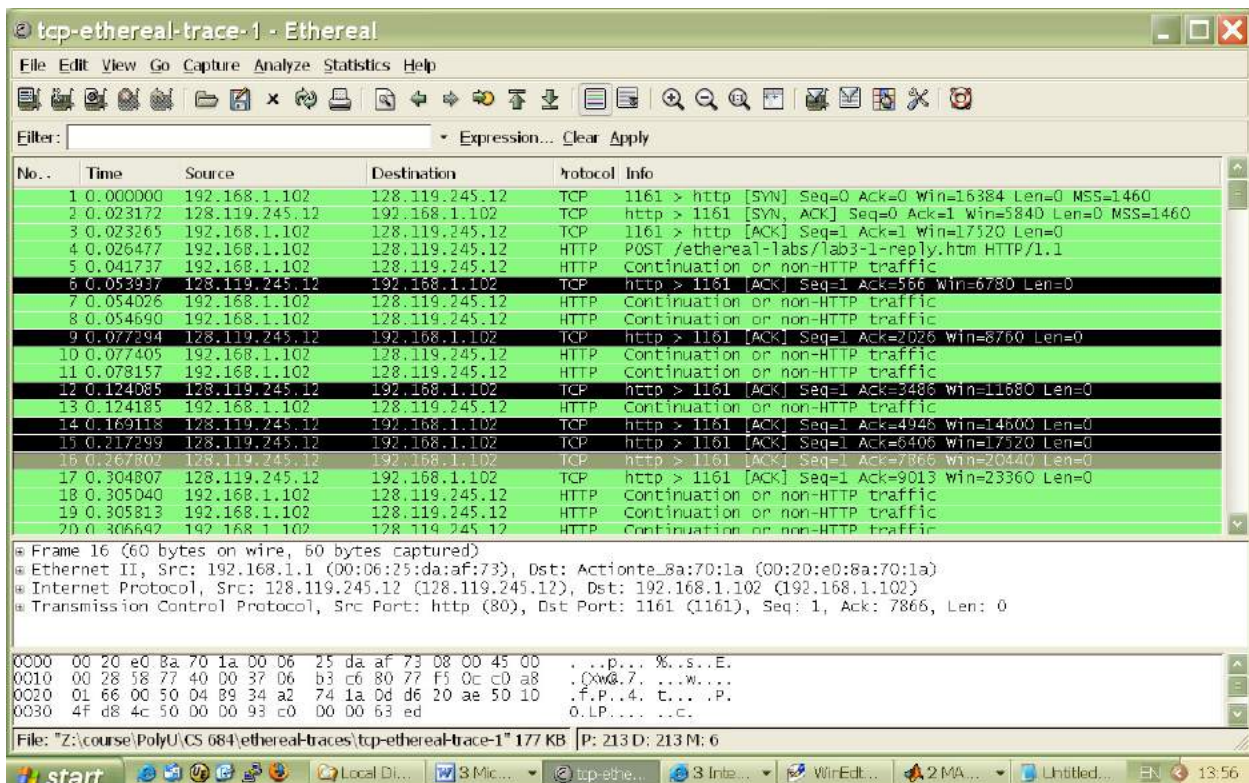 tcp-ethereal-trace-1 - Ethereal
File Edit View Go Capture Analyze Statistics Help
Filter: Expression... Clear Apply
No. . Time Source Destination Protocol Info
1 0.000000 192.168.1.102 128.119.245.12 TCP 1161 > http [SYN] Seq=0 Ack=0 Win=16384 Len=0 MSS=1460
2 0.023172 128.119.245.12 192.168.1.102 TCP http > 1161 [SYN, ACK] Seq=0 Ack=1 Win=5840 Len=0 MSS=1460
3 0.023265 192.168.1.102 128.119.245.12 TCP 1161 > http [ACK] Seq=1 Ack=1 Win=17520 Len=0
4 0.026477 192.168.1.102 128.119.245.12 HTTP POST /ethereal-labs/lab3-1-reply.htm HTTP/1.1
5 0.041737 192.168.1.102 128.119.245.12 HTTP Continuation or non-HTTP traffic
6 0.053937 128.119.245.12 192.168.1.102 TCP http > 1161 [ACK] Seq=1 Ack=566 Win=6780 Len=0
7 0.054026 192.168.1.102 128.119.245.12 HTTP Continuation or non-HTTP traffic
8 0.054690 192.168.1.102 128.119.245.12 HTTP Continuation or non-HTTP traffic
9 0.077294 128.119.245.12 192.168.1.102 TCP http > 1161 [ACK] Seq=1 Ack=2026 Win=8760 Len=0
10 0.077405 192.168.1.102 128.119.245.12 HTTP Continuation or non-HTTP traffic
11 0.078157 192.168.1.102 128.119.245.12 HTTP Continuation or non-HTTP traffic
12 0.124085 128.119.245.12 192.168.1.102 TCP http > 1161 [ACK] Seq=1 Ack=3486 Win=11680 Len=0
13 0.124185 192.168.1.102 128.119.245.12 HTTP Continuation or non-HTTP traffic
14 0.169118 128.119.245.12 192.168.1.102 TCP http > 1161 [ACK] Seq=1 Ack=4946 Win=14600 Len=0
15 0.217299 128.119.245.12 192.168.1.102 TCP http > 1161 [ACK] Seq=1 Ack=6406 Win=17520 Len=0
16 0.267802 128.119.245.12 192.168.1.102 TCP http > 1161 [ACK] Seq=1 Ack=7866 Win=20440 Len=0
17 0.304807 128.119.245.12 192.168.1.102 TCP http > 1161 [ACK] Seq=1 Ack=9013 Win=23360 Len=0
18 0.305040 192.168.1.102 128.119.245.12 HTTP Continuation or non-HTTP traffic
19 0.305813 192.168.1.102 128.119.245.12 HTTP Continuation or non-HTTP traffic
20 0.306692 192.168.1.102 128.119.245.12 HTTP Continuation or non-HTTP traffic
Frame 16 (60 bytes on wire, 60 bytes captured)
Ethernet II, Src: 192.168.1.1 (00:06:25:da:af:73), Dst: Actionte_8a:70:1a (00:20:e0:8a:70:1a)
Internet Protocol, Src: 128.119.245.12 (128.119.245.12), Dst: 192.168.1.102 (192.168.1.102)
Transmission Control Protocol, Src Port: http (80), Dst Port: 1161 (1161), Seq: 1, Ack: 7866, Len: 0
0000 00 20 e0 8a 70 1a 00 06 25 da af 73 08 00 45 00 . ..p... %..s..E.
0010 00 28 58 77 40 00 37 06 b3 c6 80 77 f5 0c c0 a8 .(Xw@.7. ...w....
0020 01 66 00 50 04 89 34 a2 74 1a 0d d6 20 ae 50 10 .f.P..4. t... .P.
0030 4f d8 4c 50 00 00 93 c0 00 00 63 ed O.LP.... ..c.
File: "Z:\course\PolyU\CS 684\ethereal-traces\tcp-ethereal-trace-1" 177 KB P: 213 D: 213 M: 6
start Local Di... 3 Mic... tcp-ethe... 3 Inte... WinEdt... 2 MA... Untitled... EN 13:56